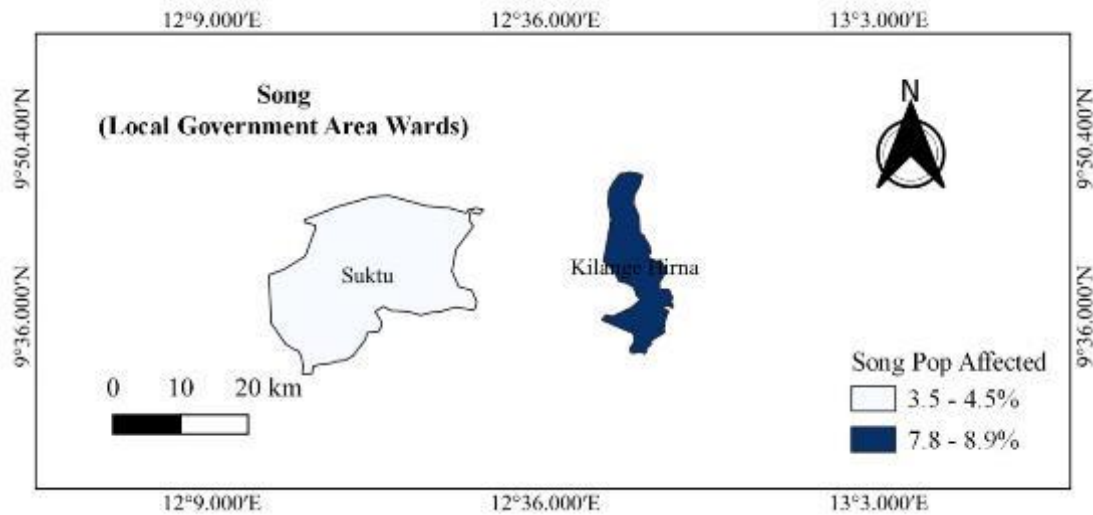 12°9.000'E 12°36.000'E 13°3.000'E
Song
(Local Government Area Wards)
N
9°50.400'N
9°50.400'N
Suktu
Kilange Hirna
9°36.000'N
9°36.000'N
Song Pop Affected
0 10 20 km
3.5 - 4.5%
7.8 - 8.9%
12°9.000'E 12°36.000'E 13°3.000'E